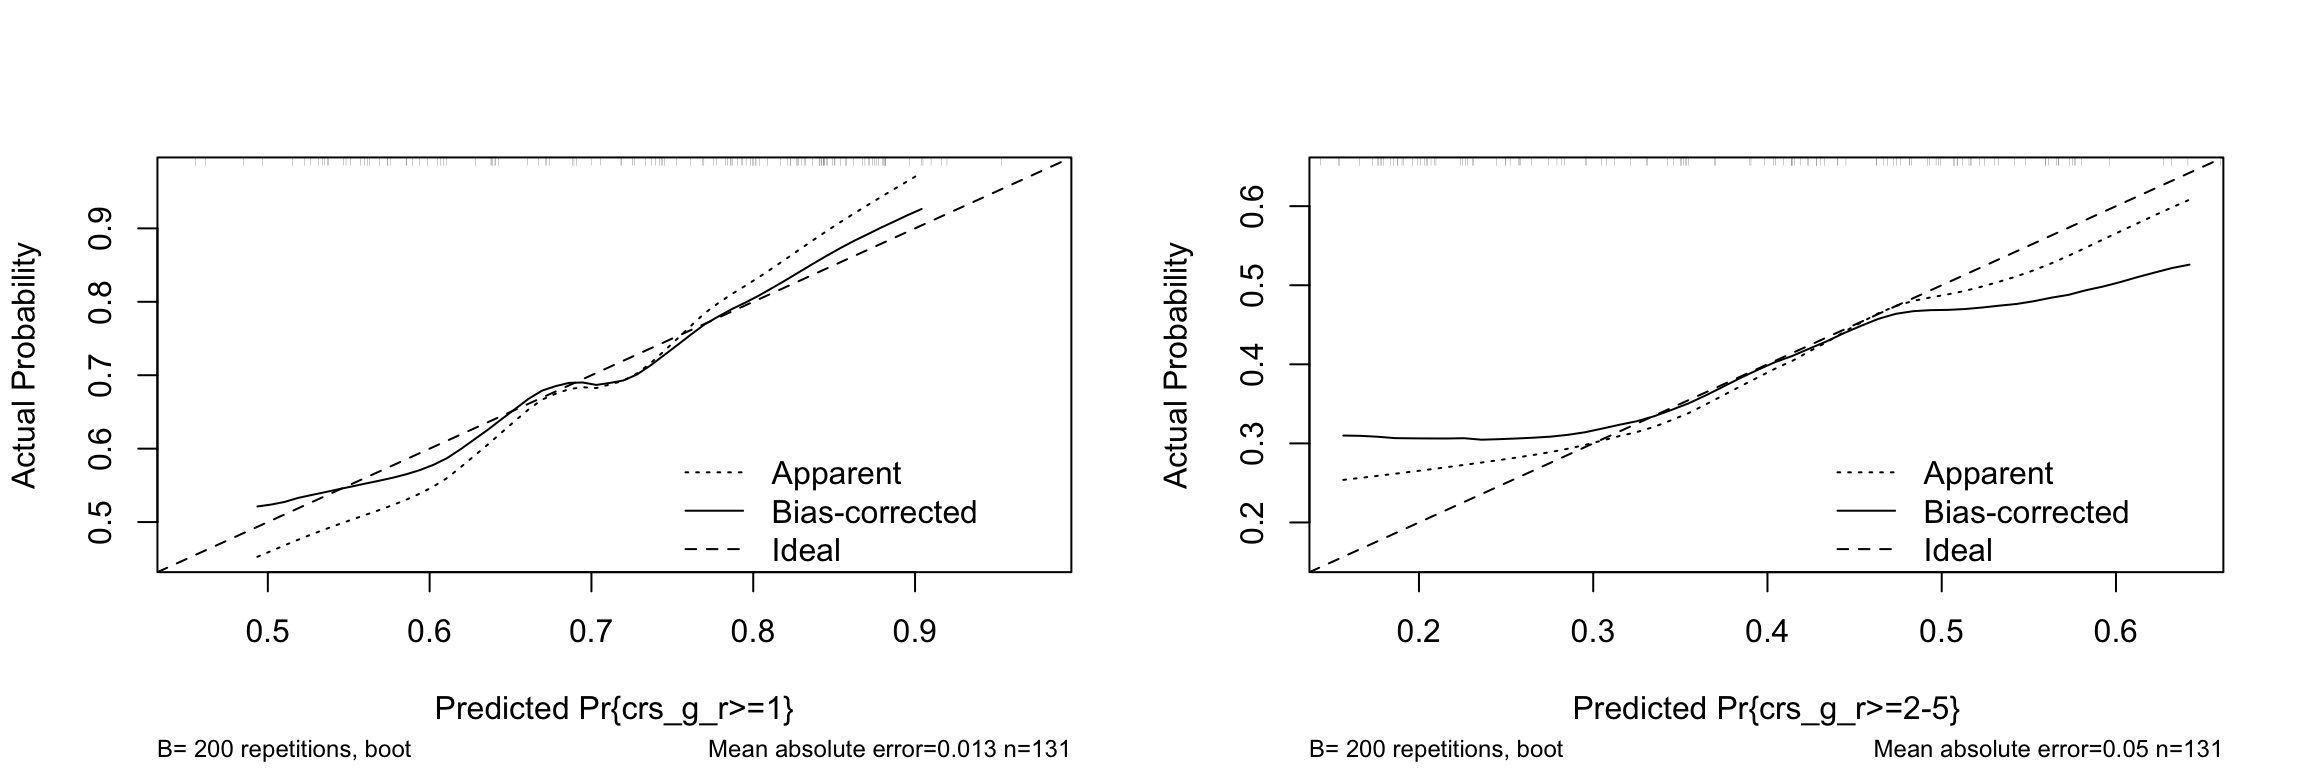 Actual Probability
0.9
0.8
0.7
0.6
0.5
Apparent
Bias-corrected
Ideal
0.5 0.6 0.7 0.8 0.9
Predicted Pr{crs_g_r>=1}
B= 200 repetitions, boot Mean absolute error=0.013 n=131
Actual Probability
0.6
0.5
0.4
0.3
0.2
Apparent
Bias-corrected
Ideal
0.2 0.3 0.4 0.5 0.6
Predicted Pr{crs_g_r>=2-5}
B= 200 repetitions, boot Mean absolute error=0.05 n=131